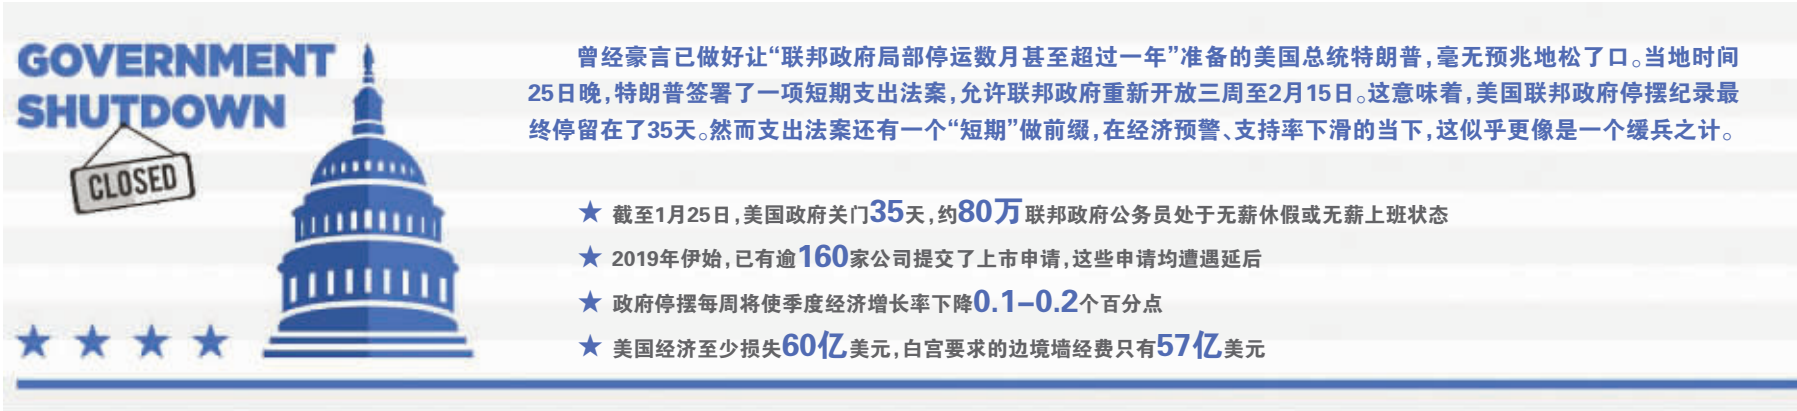 GOVERNMENT
SHUTDOWN
CLOSED
曾经豪言已做好让“联邦政府局部停运数月甚至超过一年”准备的美国总统特朗普,毫无预兆地松了口。当地时间
25日晚,特朗普签署了一项短期支出法案,允许联邦政府重新开放三周至2月15日。这意味着,美国联邦政府停摆纪录最
终停留在了35天。然而支出法案还有一个“短期”做前缀,在经济预警、支持率下滑的当下,这似乎更像是一个缓兵之计。
★ 截至1月25日,美国政府关门35天,约80万联邦政府公务员处于无薪休假或无薪上班状态
★ 2019年伊始,已有逾160家公司提交了上市申请,这些申请均遭遇延后
★ 政府停摆每周将使季度经济增长率下降0.1–0.2个百分点
★ 美国经济至少损失60亿美元,白宫要求的边境墙经费只有57亿美元